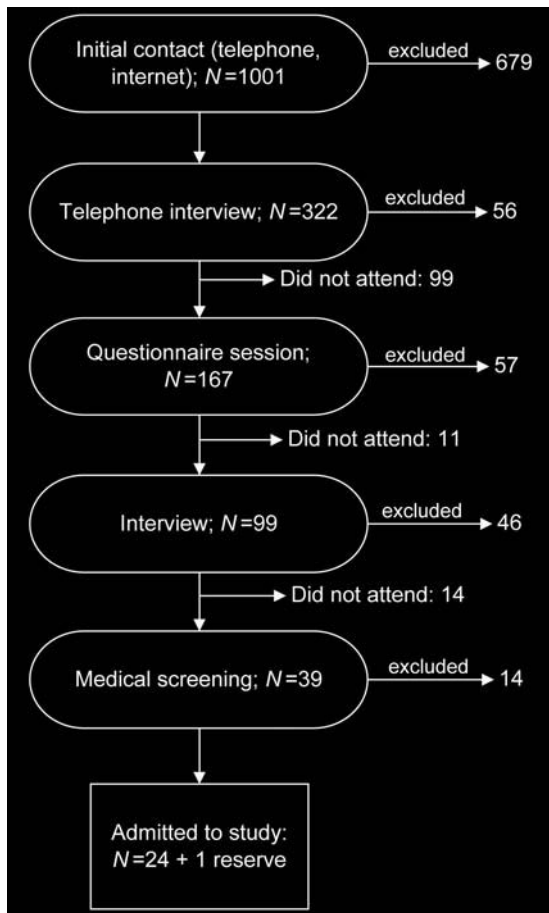 Initial contact (telephone,
internet); N=1001
excluded
679
Telephone interview; N=322
excluded
56
Did not attend: 99
Questionnaire session;
N=167
excluded
57
Did not attend: 11
Interview; N=99
excluded
46
Did not attend: 14
Medical screening; N=39
excluded
14
Admitted to study:
N=24 + 1 reserve